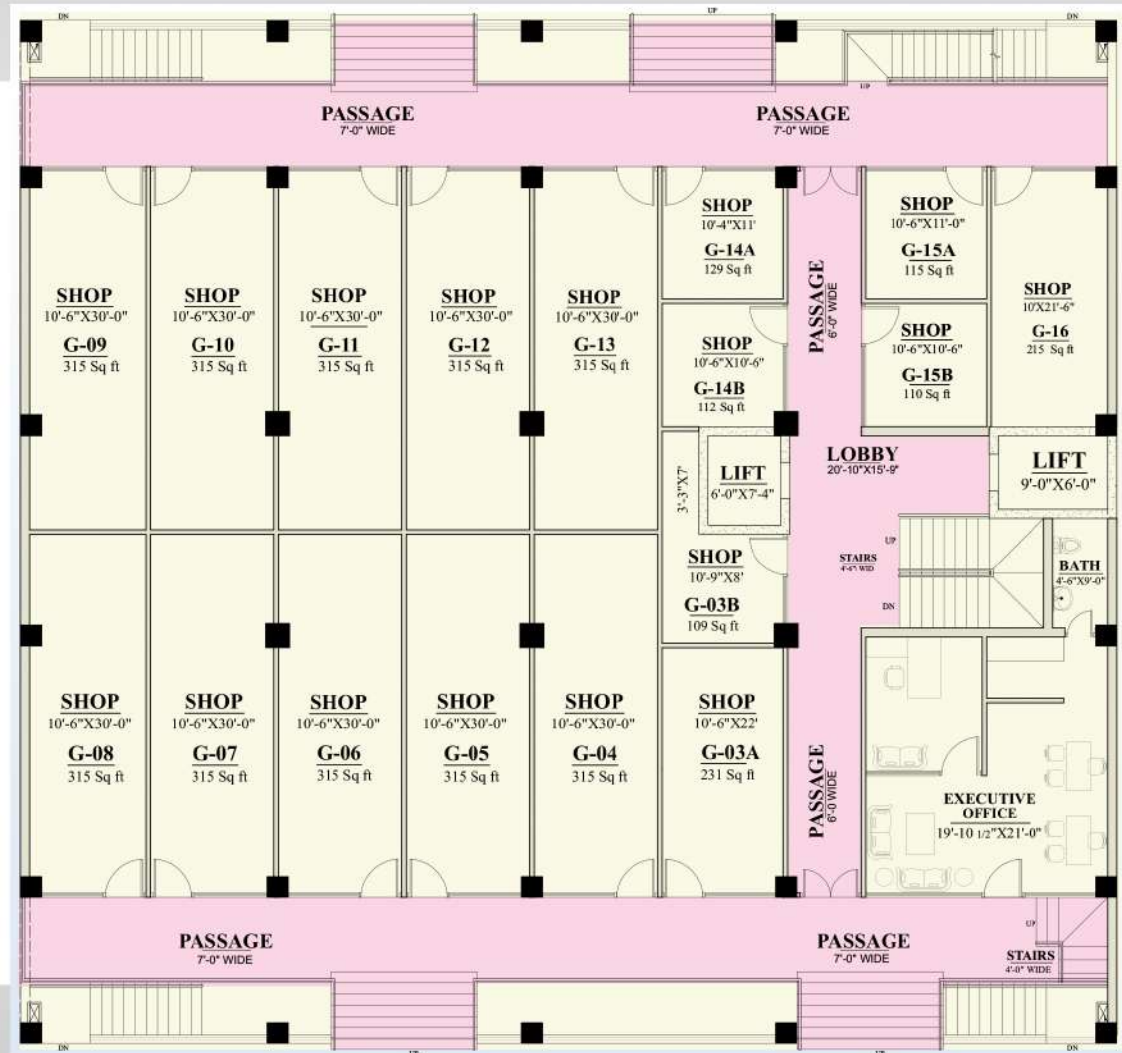 UP
DN
DN
UP
PASSAGE
7'-0" WIDE
PASSAGE
7'-0" WIDE
SHOP
10'-6"X30'-0"
G-09
315 Sq ft
SHOP
10'-6"X30'-0"
G-10
315 Sq ft
SHOP
10'-6"X30'-0"
G-11
315 Sq ft
SHOP
10'-6"X30'-0"
G-12
315 Sq ft
SHOP
10'-6"X30'-0"
G-13
315 Sq ft
SHOP
10'-4"X11'
G-14A
129 Sq ft
SHOP
10'-6"X10'-6"
G-14B
112 Sq ft
PASSAGE
6'-0" WIDE
SHOP
10'-6"X11'-0"
G-15A
115 Sq ft
SHOP
10'-6"X10'-6"
G-15B
110 Sq ft
SHOP
10'X21'-6"
G-16
215 Sq ft
LOBBY
20'-10"X15'-9"
LIFT
6'-0"X7'-4"
LIFT
9'-0"X6'-0"
3'-3"X7'
SHOP
10'-9"X8'
G-03B
109 Sq ft
UP
STAIRS
DN
BATH
4'-6"X9'-0"
SHOP
10'-6"X30'-0"
G-08
315 Sq ft
SHOP
10'-6"X30'-0"
G-07
315 Sq ft
SHOP
10'-6"X30'-0"
G-06
315 Sq ft
SHOP
10'-6"X30'-0"
G-05
315 Sq ft
SHOP
10'-6"X30'-0"
G-04
315 Sq ft
SHOP
10'-6"X22'
G-03A
231 Sq ft
PASSAGE
6'-0 WIDE
EXECUTIVE
OFFICE
19'-10 1/2"X21'-0"
PASSAGE
7'-0" WIDE
PASSAGE
7'-0" WIDE
UP
STAIRS
4'-0" WIDE
DN
UP
UP
DN